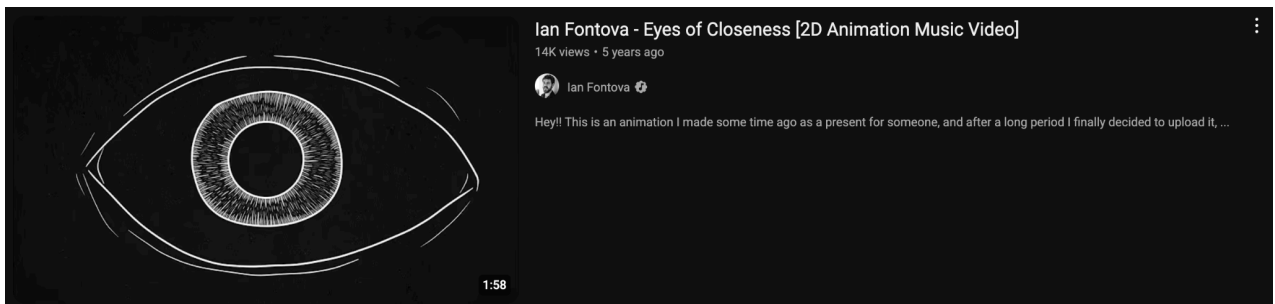 Ian Fontova - Eyes of Closeness [2D Animation Music Video]
14K views • 5 years ago
Ian Fontova
Hey!! This is an animation I made some time ago as a present for someone, and after a long period I finally decided to upload it, ...
1:58